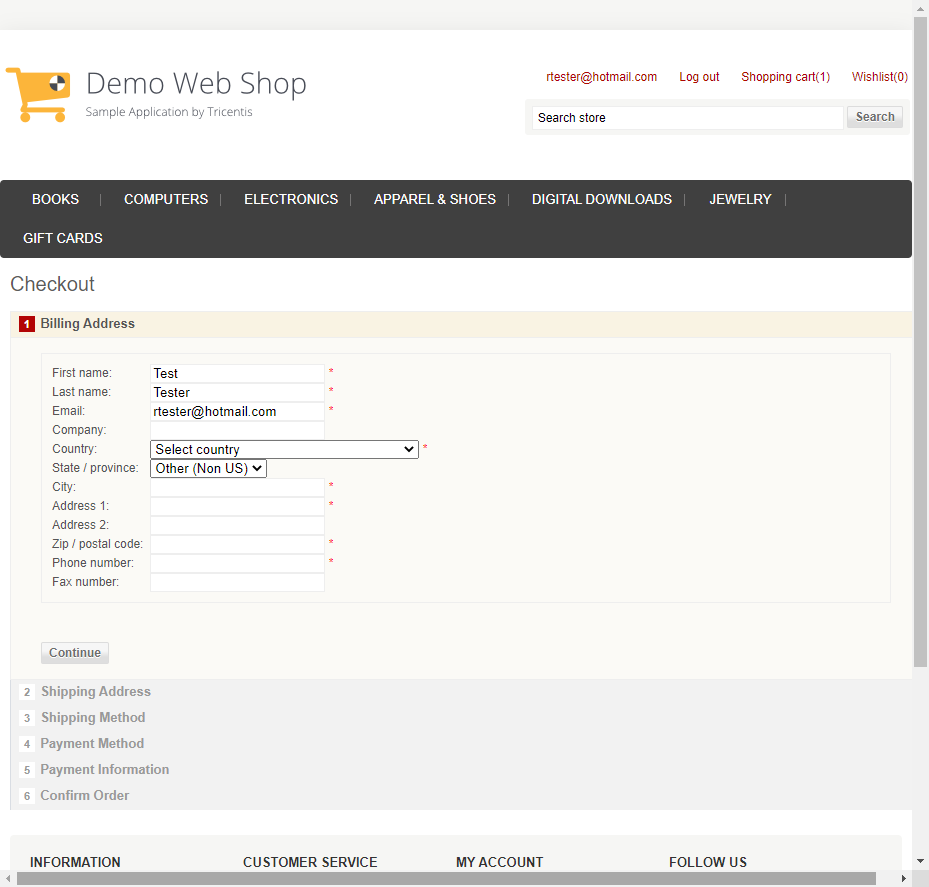 Demo Web Shop
Sample Application by Tricentis
rtester@hotmail.com Log out Shopping cart(1) Wishlist(0)
Search store Search
BOOKS | COMPUTERS | ELECTRONICS | APPAREL & SHOES | DIGITAL DOWNLOADS | JEWELRY |
GIFT CARDS
Checkout
1 Billing Address
First name: Test *
Last name: Tester *
Email: rtester@hotmail.com *
Company:
Country: Select country *
State / province: Other (Non US)
City: *
Address 1: *
Address 2:
Zip / postal code: *
Phone number: *
Fax number:
Continue
2 Shipping Address
3 Shipping Method
4 Payment Method
5 Payment Information
6 Confirm Order
INFORMATION CUSTOMER SERVICE MY ACCOUNT FOLLOW US